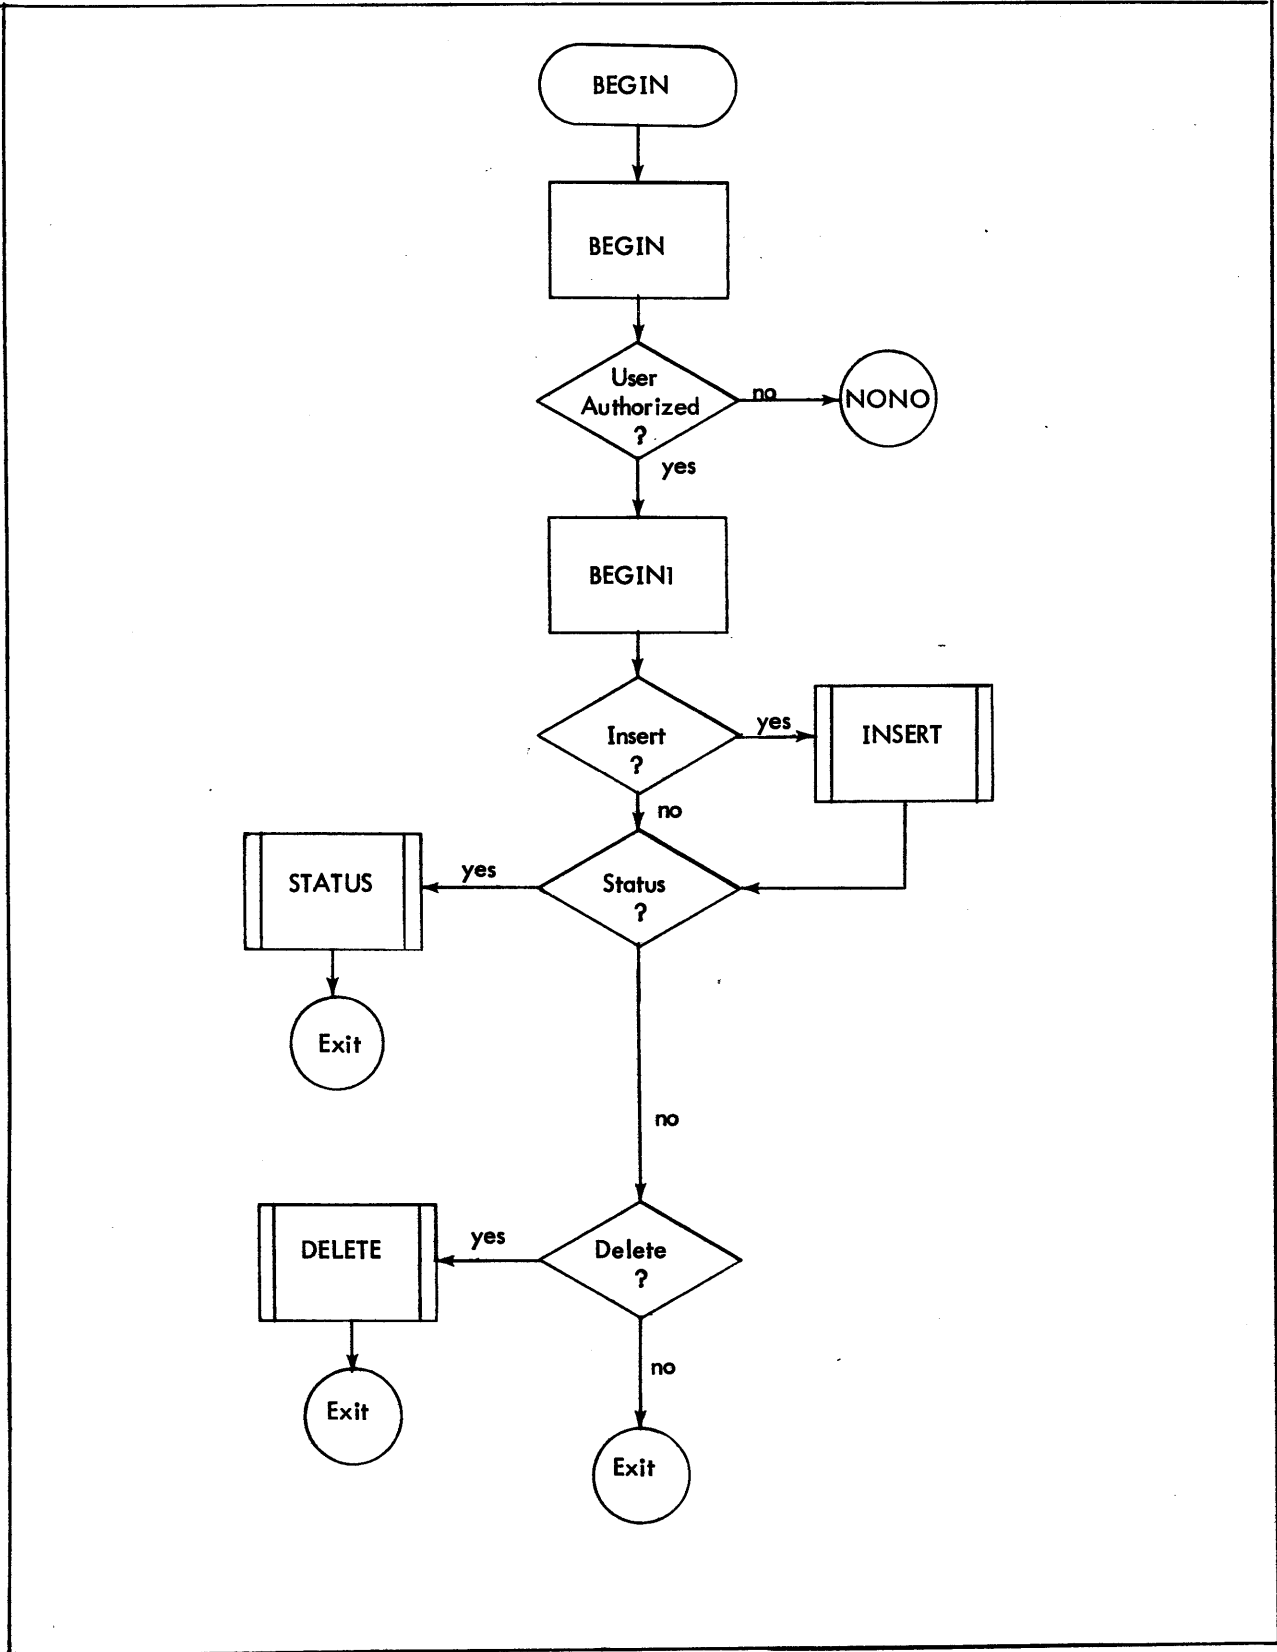 BEGIN
BEGIN
User
Authorized
?
no
NONO
yes
BEGIN1
Insert
?
yes
INSERT
no
Status
?
yes
STATUS
Exit
no
Delete
?
yes
DELETE
Exit
no
Exit